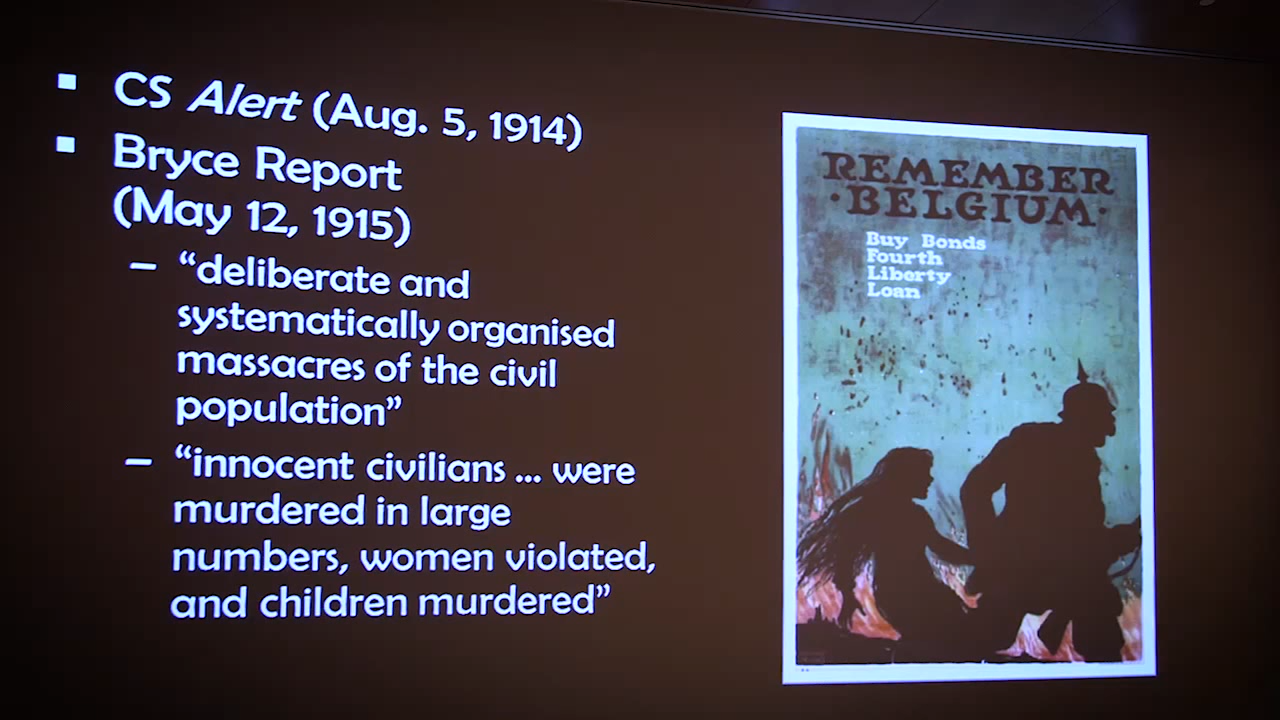 ▪ CS Alert (Aug. 5, 1914)
▪ Bryce Report
(May 12, 1915)
– “deliberate and
systematically organised
massacres of the civil
population”
– “innocent civilians ... were
murdered in large
numbers, women violated,
and children murdered”
REMEMBER
·BELGIUM·
Buy Bonds
Fourth
Liberty
Loan